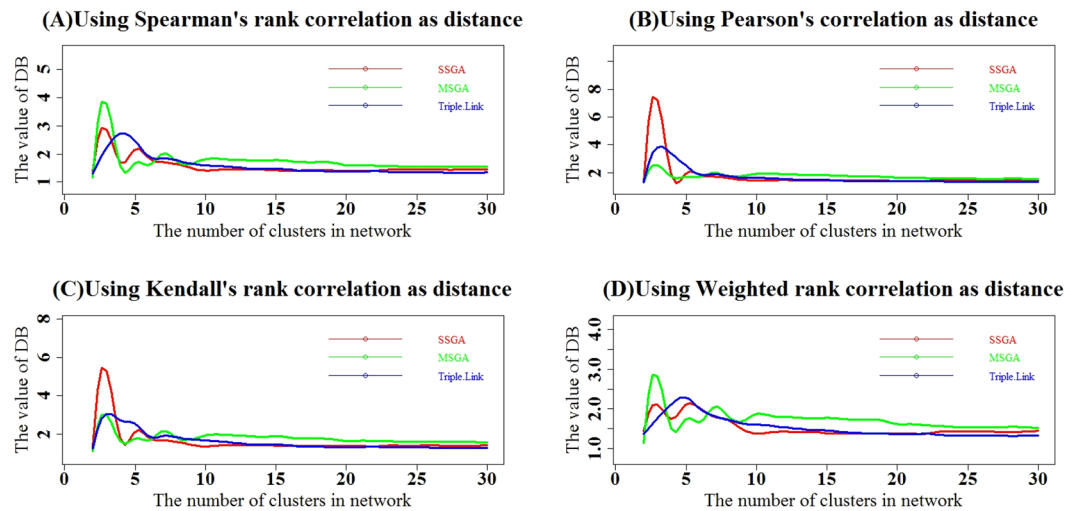 (A)Using Spearman's rank correlation as distance
The value of DB
5
4
3
2
1
SSGA
MSGA
Triple.Link
0 5 10 15 20 25 30
The number of clusters in network
(B)Using Pearson's correlation as distance
The value of DB
8
6
4
2
SSGA
MSGA
Triple.Link
0 5 10 15 20 25 30
The number of clusters in network
(C)Using Kendall's rank correlation as distance
The value of DB
8
6
4
2
SSGA
MSGA
Triple.Link
0 5 10 15 20 25 30
The number of clusters in network
(D)Using Weighted rank correlation as distance
The value of DB
4.0
3.0
2.0
1.0
SSGA
MSGA
Triple.Link
0 5 10 15 20 25 30
The number of clusters in network